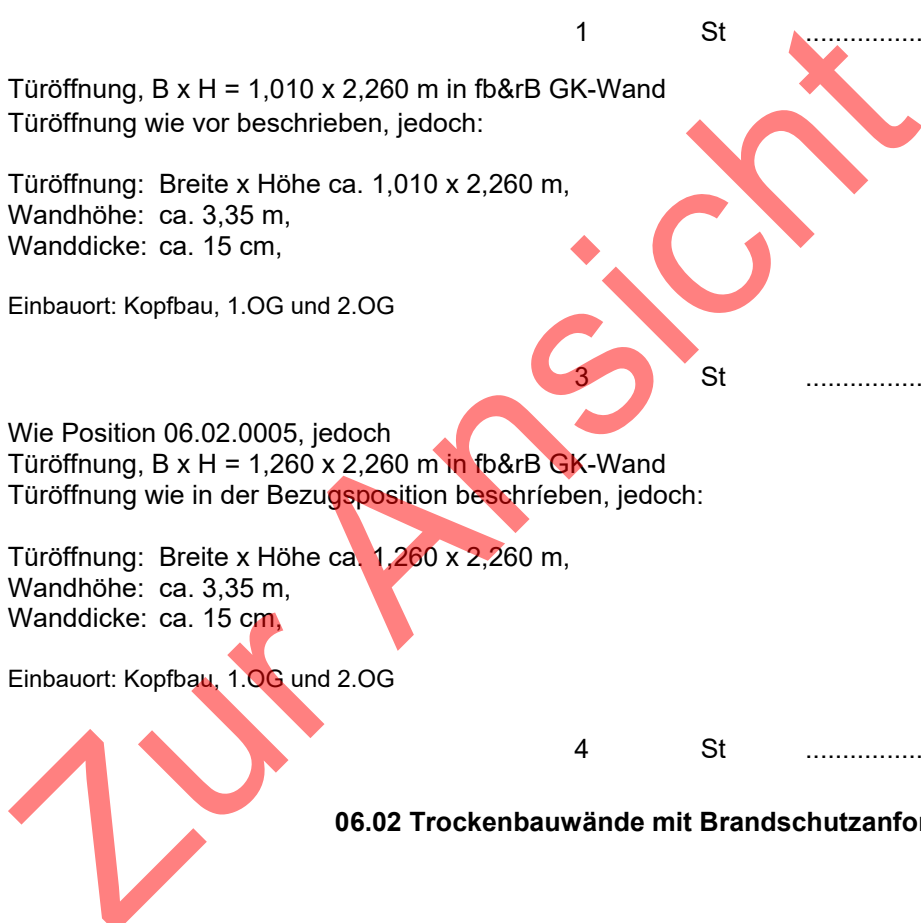 1 St ................
Türöffnung, B x H = 1,010 x 2,260 m in fb&rB GK-Wand
Türöffnung wie vor beschrieben, jedoch:
Türöffnung: Breite x Höhe ca. 1,010 x 2,260 m,
Wandhöhe: ca. 3,35 m,
Wanddicke: ca. 15 cm,
Einbauort: Kopfbau, 1.OG und 2.OG
3 St ................
Wie Position 06.02.0005, jedoch
Türöffnung, B x H = 1,260 x 2,260 m in fb&rB GK-Wand
Türöffnung wie in der Bezugsposition beschríeben, jedoch:
Türöffnung: Breite x Höhe ca. 1,260 x 2,260 m,
Wandhöhe: ca. 3,35 m,
Wanddicke: ca. 15 cm,
Einbauort: Kopfbau, 1.OG und 2.OG
4 St ................
06.02 Trockenbauwände mit Brandschutzanfor
Zur Ansicht